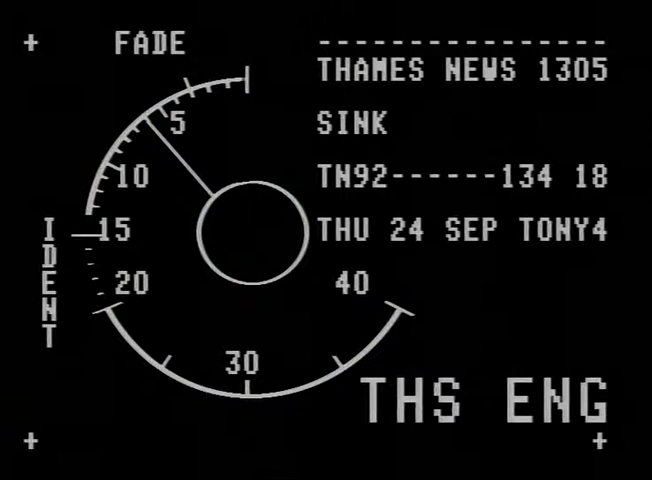 FADE
------------------
THAMES NEWS 1305
SINK
TN92------134 18
THU 24 SEP TONY4
5
10
15
20
30
40
IDENT
THS ENG